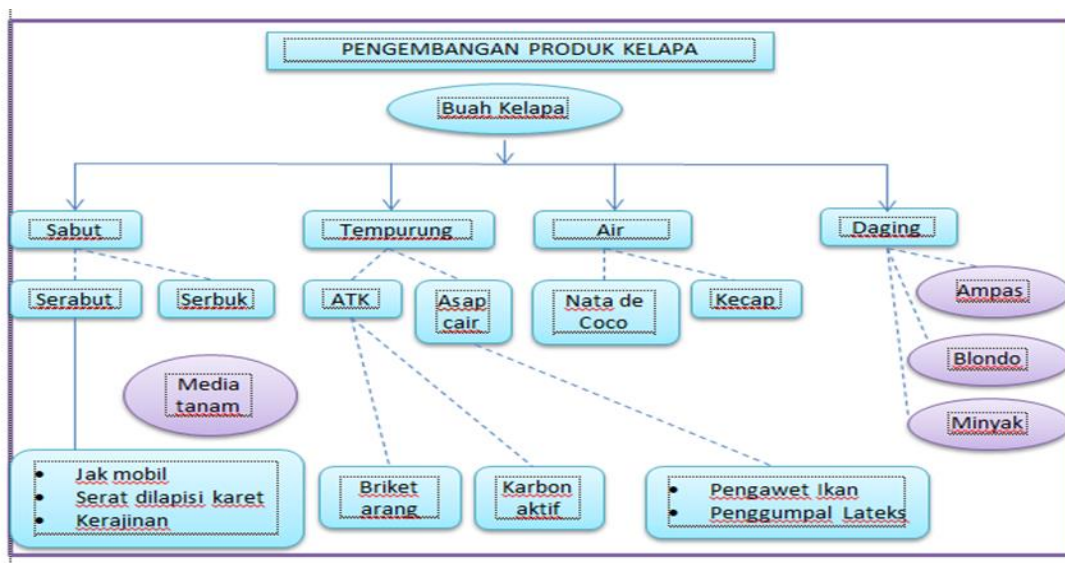 PENGEMBANGAN PRODUK KELAPA
Buah Kelapa
Sabut
Tempurung
Air
Daging
Serabut
Serbuk
ATK
Asap
cair
Nata de
Coco
Kecap
Ampas
Blondo
Minyak
Media
tanam
• Jak mobil
• Serat dilapisi karet
• Kerajinan
Briket
arang
Karbon
aktif
• Pengawet Ikan
• Penggumpal Lateks